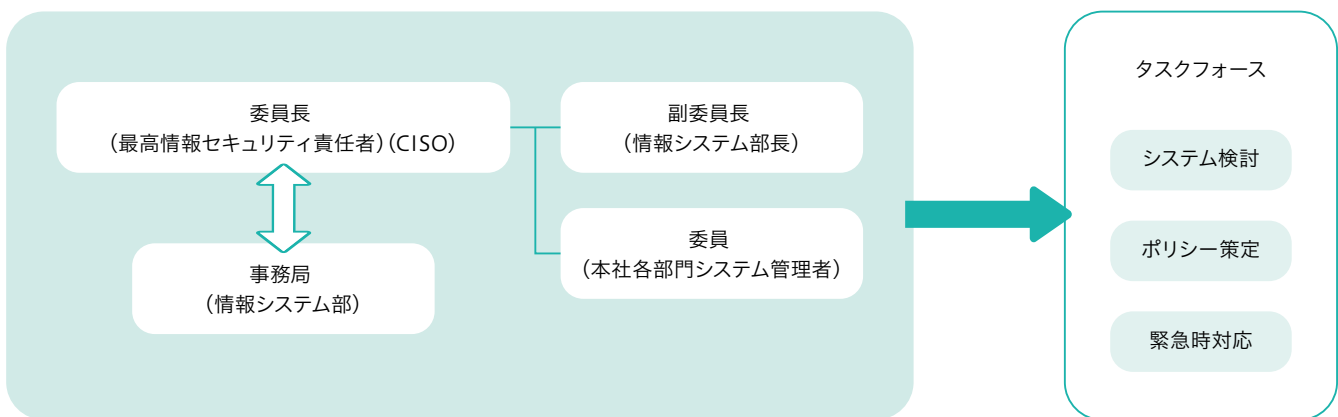 委員長
（最高情報セキュリティ責任者）（CISO）
副委員長
（情報システム部長）
事務局
（情報システム部）
委員
（本社各部門システム管理者）
タスクフォース
システム検討
ポリシー策定
緊急時対応